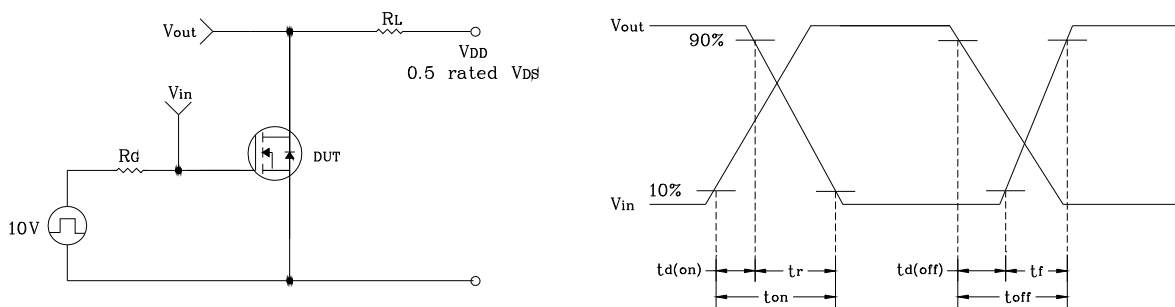 Vout
RL
VDD
0.5 rated VDS
Vin
RG
DUT
10V
Vout
90%
10%
Vin
td(on)
tr
td(off)
tf
ton
toff